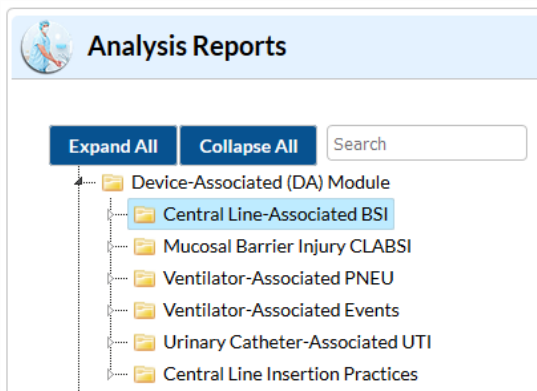 Analysis Reports
Expand All Collapse All Search
Device-Associated (DA) Module
Central Line-Associated BSI
Mucosal Barrier Injury CLABSI
Ventilator-Associated PNEU
Ventilator-Associated Events
Urinary Catheter-Associated UTI
Central Line Insertion Practices